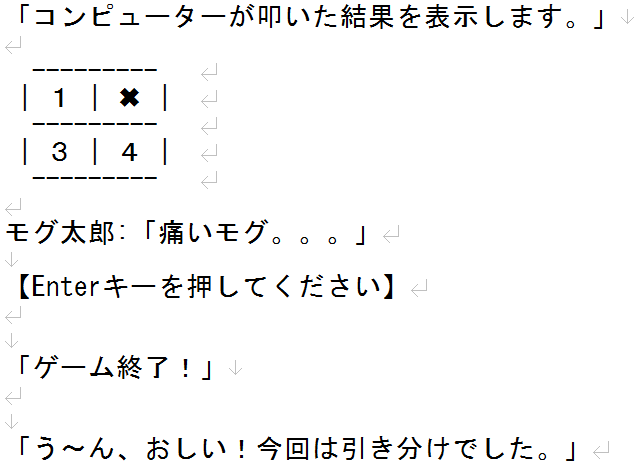 「コンピューターが叩いた結果を表示します。」↓
↵
--------- ↵
| 1 | ✖ | ↵
--------- ↵
| 3 | 4 | ↵
--------- ↵
↵
モグ太郎:「痛いモグ。。。」↵
↓
【Enterキーを押してください】↵
↵
↓
「ゲーム終了！」↓
↵
↓
「う～ん、おしい！今回は引き分けでした。」↵